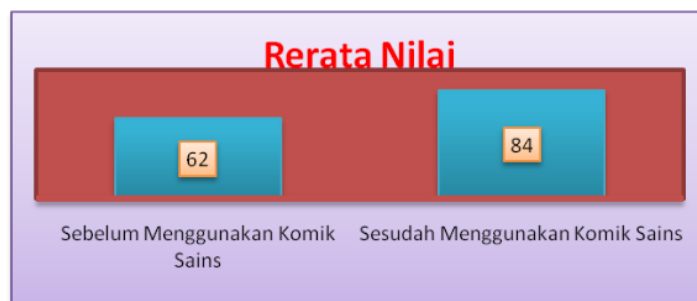 Rerata Nilai
62
84
Sebelum Menggunakan Komik
Sains
Sesudah Menggunakan Komik Sains